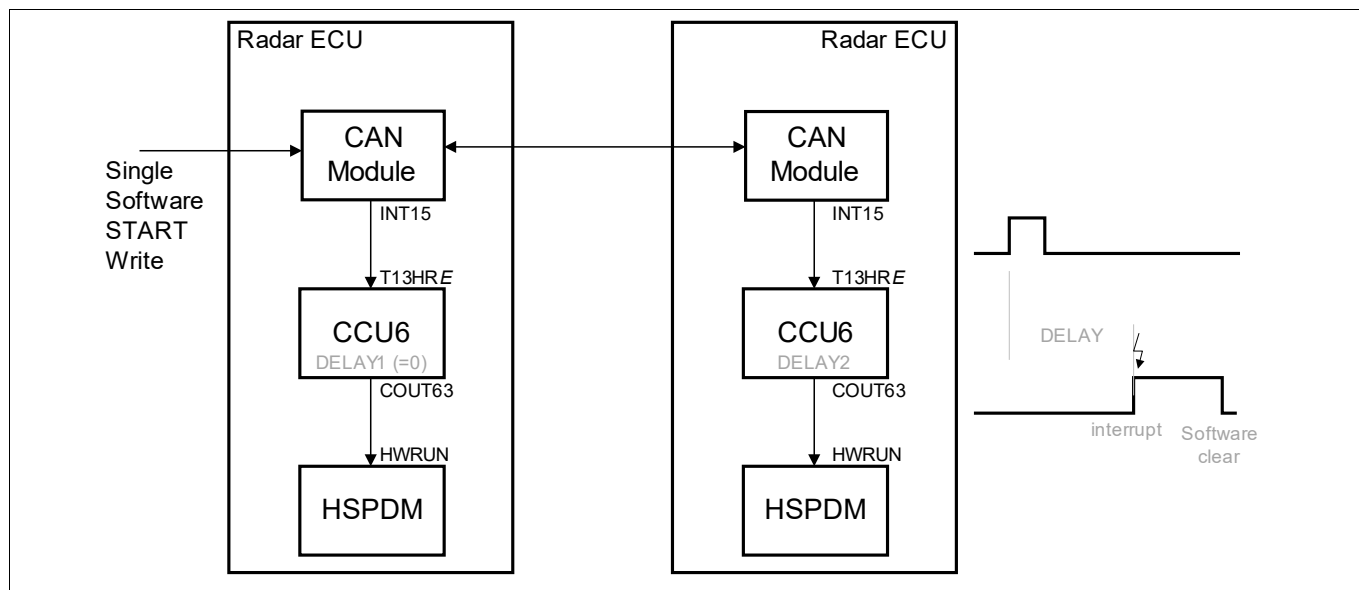 Radar ECU
CAN
Module
INT15
Single
Software
START
Write
T13HRE
CCU6
DELAY1 (=0)
COUT63
HWRUN
HSPDM
Radar ECU
CAN
Module
INT15
T13HRE
CCU6
DELAY2
COUT63
HWRUN
HSPDM
DELAY
interrupt
Software
clear